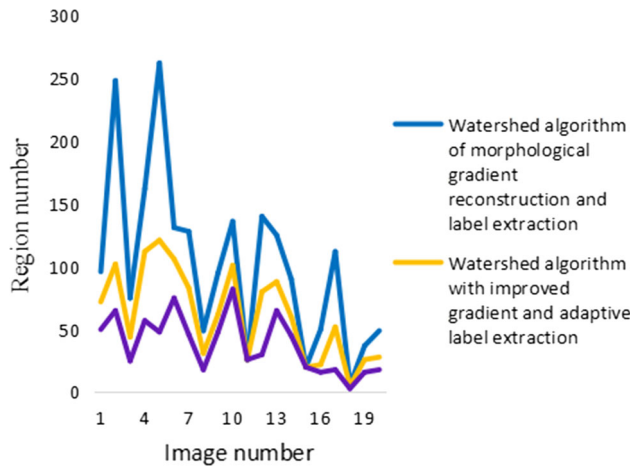 300
250
200
150
100
50
0
Region number
1 4 7 10 13 16 19
Image number
Watershed algorithm
of morphological
gradient
reconstruction and
label extraction
Watershed algorithm
with improved
gradient and adaptive
label extraction